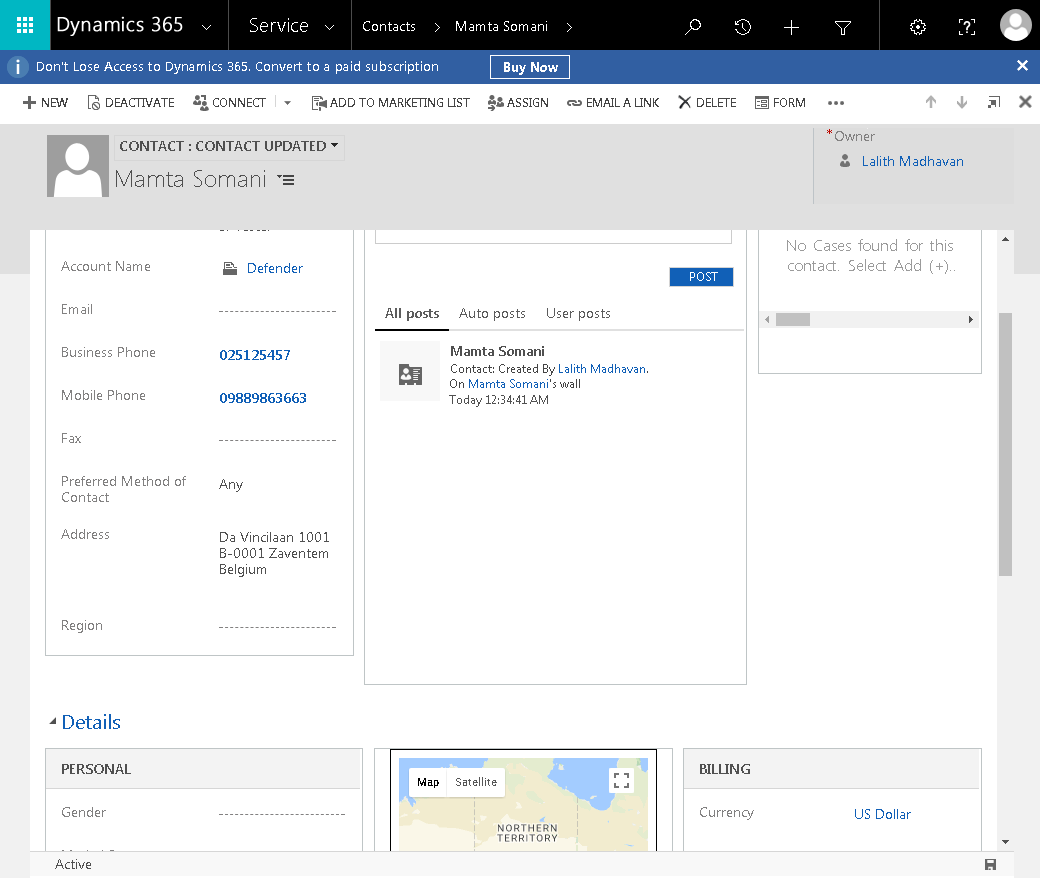 Dynamics 365
Service
Contacts
Mamta Somani
Don't Lose Access to Dynamics 365. Convert to a paid subscription
Buy Now
NEW
DEACTIVATE
CONNECT
ADD TO MARKETING LIST
ASSIGN
EMAIL A LINK
DELETE
FORM
CONTACT : CONTACT UPDATED
Mamta Somani
*Owner
Lalith Madhavan
Account Name
Defender
Email
Business Phone
025125457
Mobile Phone
09889863663
Fax
Preferred Method of
Contact
Any
Address
Da Vincilaan 1001
B-0001 Zaventem
Belgium
Region
POST
All posts
Auto posts
User posts
Mamta Somani
Contact: Created By Lalith Madhavan.
On Mamta Somani's wall
Today 12:34:41 AM
No Cases found for this
contact. Select Add (+)..
Details
PERSONAL
Gender
Map
Satellite
NORTHERN
TERRITORY
BILLING
Currency
US Dollar
Active